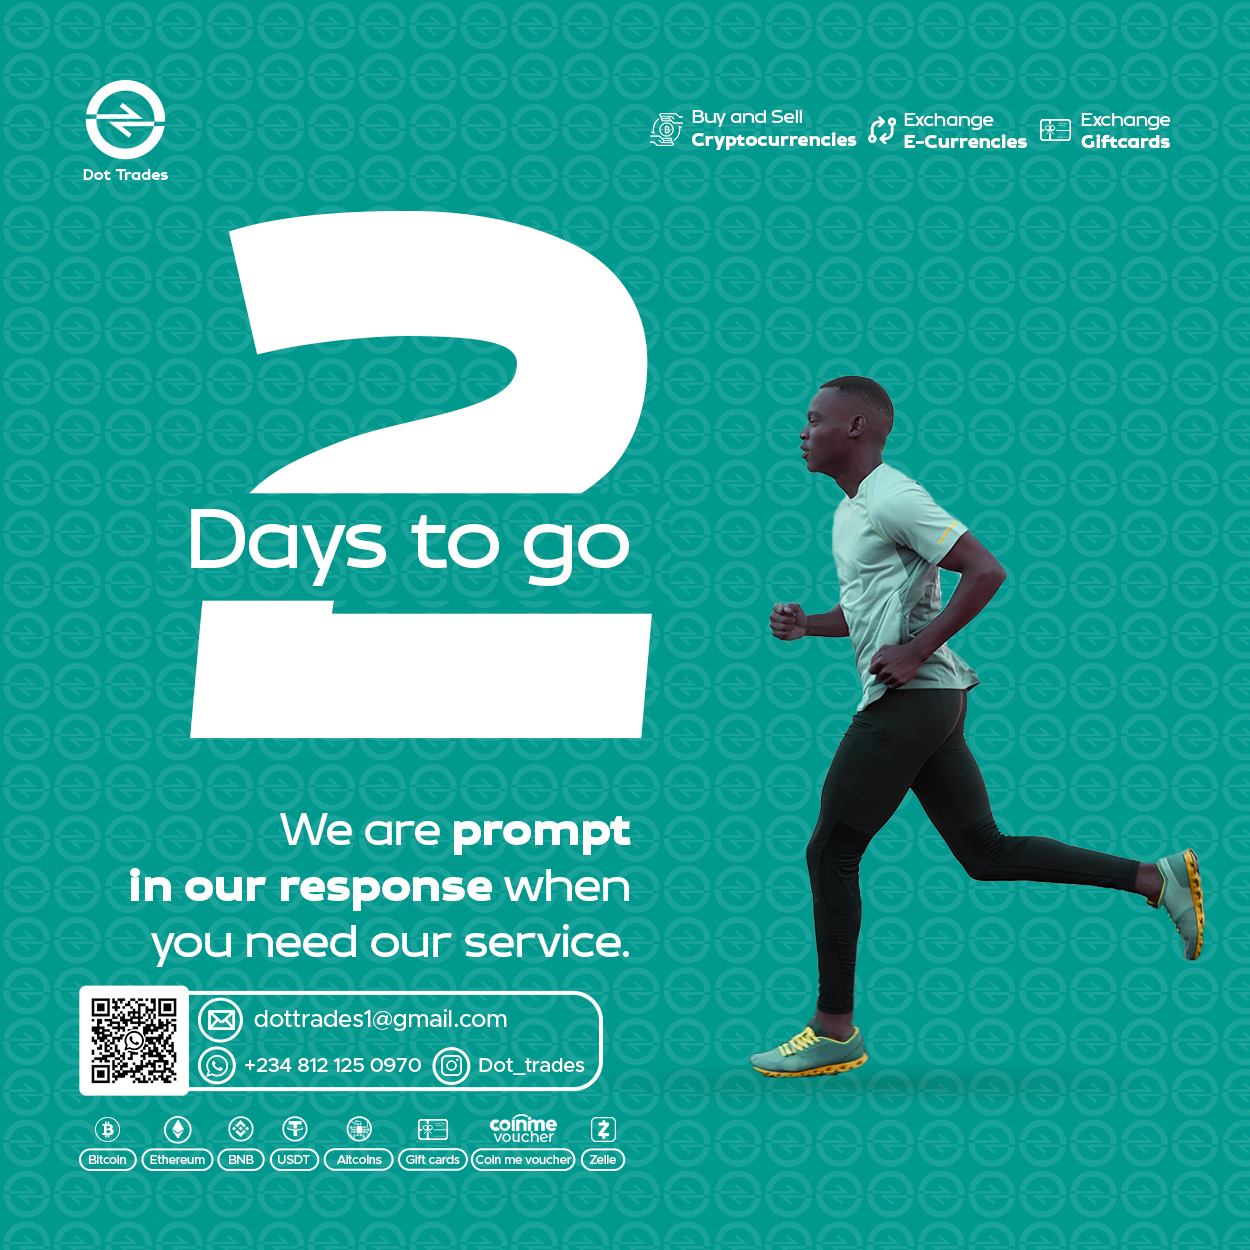 Dot Trades
Buy and Sell
Cryptocurrencies
Exchange
E-Currencies
Exchange
Giftcards
2
Days to go
We are prompt
in our response when
you need our service.
dottrades1@gmail.com
+234 812 125 0970 Dot_trades
coinme
voucher
Bitcoin Ethereum BNB USDT Altcoins Gift cards Coin me voucher Zelle